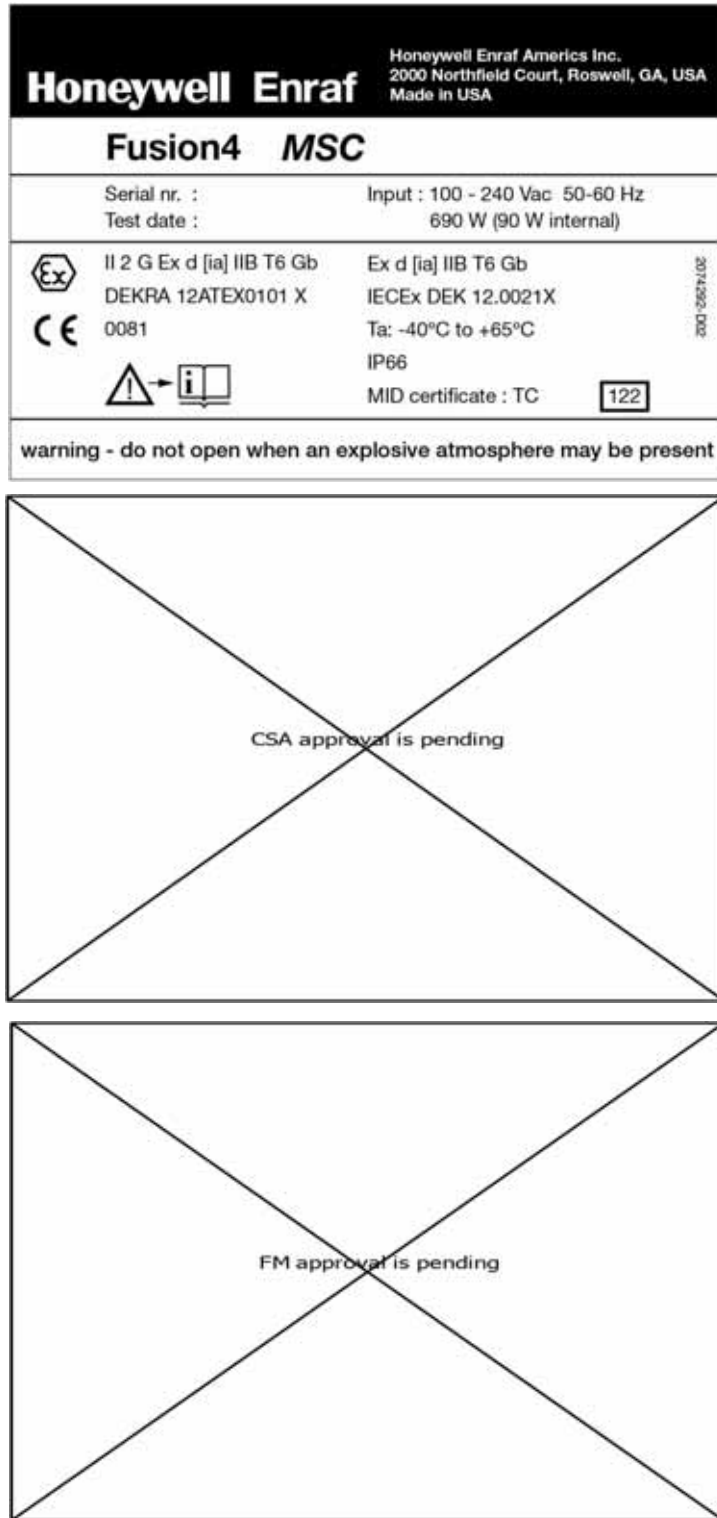 Honeywell Enraf
Honeywell Enraf Americs Inc.
2000 Northfield Court, Roswell, GA, USA
Made in USA
Fusion4 MSC
Serial nr. :
Test date :
Input : 100 - 240 Vac 50-60 Hz
690 W (90 W internal)
Ex
II 2 G Ex d [ia] IIB T6 Gb
DEKRA 12ATEX0101 X
CE 0081
Ex d [ia] IIB T6 Gb
IECEx DEK 12.0021X
Ta: -40°C to +65°C
IP66
MID certificate : TC 122
2074292-D02
! i
warning - do not open when an explosive atmosphere may be present
CSA approval is pending
FM approval is pending